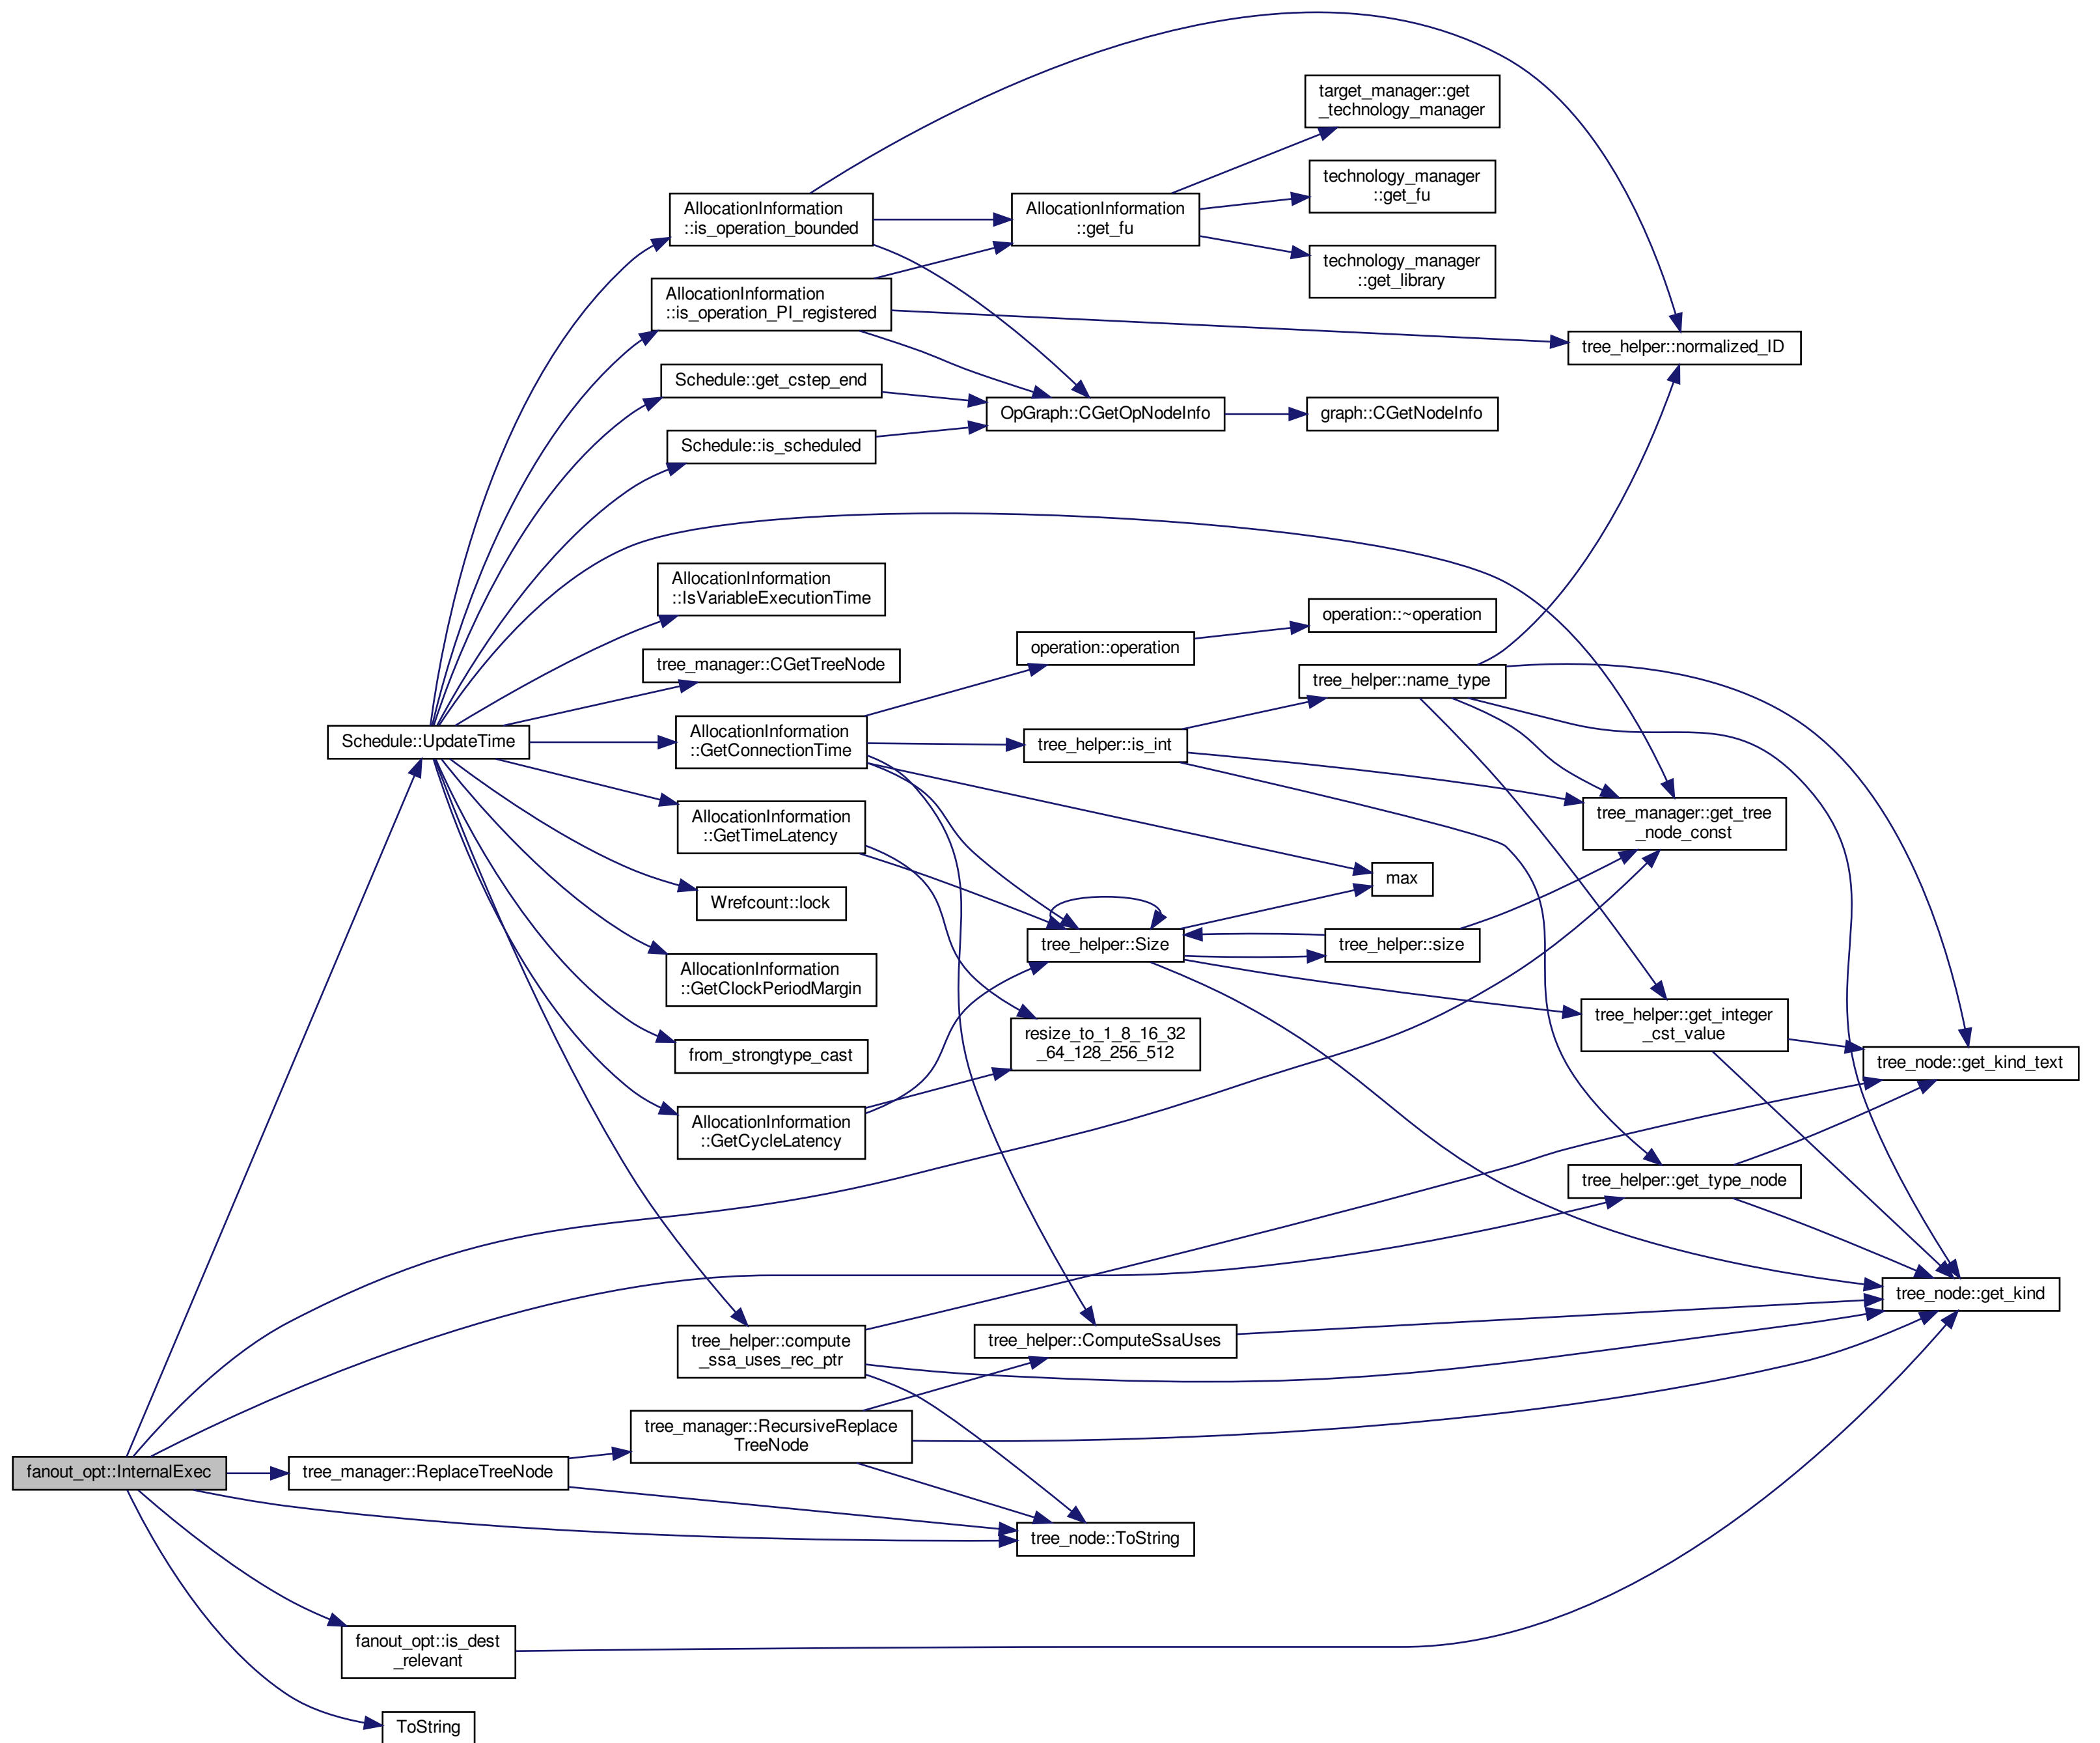 target_manager::get
_technology_manager
technology_manager
::get_fu
AllocationInformation
::is_operation_bounded
AllocationInformation
::get_fu
technology_manager
::get_library
AllocationInformation
::is_operation_PI_registered
tree_helper::normalized_ID
Schedule::get_cstep_end
OpGraph::CGetOpNodeInfo
graph::CGetNodeInfo
Schedule::is_scheduled
AllocationInformation
::IsVariableExecutionTime
operation::~operation
operation::operation
tree_manager::CGetTreeNode
tree_helper::name_type
Schedule::UpdateTime
AllocationInformation
::GetConnectionTime
tree_helper::is_int
AllocationInformation
::GetTimeLatency
tree_manager::get_tree
_node_const
max
Wrefcount::lock
tree_helper::Size
tree_helper::size
AllocationInformation
::GetClockPeriodMargin
tree_helper::get_integer
_cst_value
resize_to_1_8_16_32
_64_128_256_512
from_strongtype_cast
tree_node::get_kind_text
AllocationInformation
::GetCycleLatency
tree_helper::get_type_node
tree_node::get_kind
tree_helper::compute
_ssa_uses_rec_ptr
tree_helper::ComputeSsaUses
tree_manager::RecursiveReplace
TreeNode
fanout_opt::InternalExec
tree_manager::ReplaceTreeNode
tree_node::ToString
fanout_opt::is_dest
_relevant
ToString